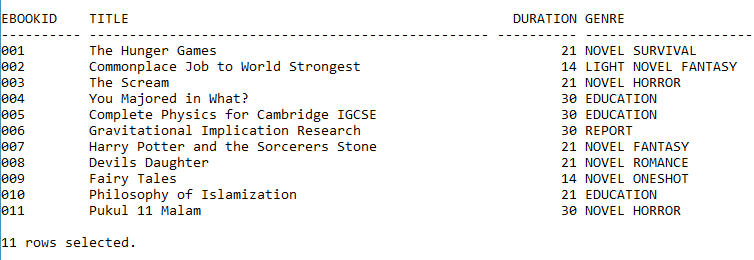 EBOOKID    TITLE                                                DURATION GENRE
---------- -------------------------------------------------- ---------- --------------------
001        The Hunger Games                                           21 NOVEL SURVIVAL
002        Commonplace Job to World Strongest                         14 LIGHT NOVEL FANTASY
003        The Scream                                                 21 NOVEL HORROR
004        You Majored in What?                                       30 EDUCATION
005        Complete Physics for Cambridge IGCSE                       30 EDUCATION
006        Gravitational Implication Research                         30 REPORT
007        Harry Potter and the Sorcerers Stone                       21 NOVEL FANTASY
008        Devils Daughter                                            21 NOVEL ROMANCE
009        Fairy Tales                                                14 NOVEL ONESHOT
010        Philosophy of Islamization                                 21 EDUCATION
011        Pukul 11 Malam                                             30 NOVEL HORROR
11 rows selected.